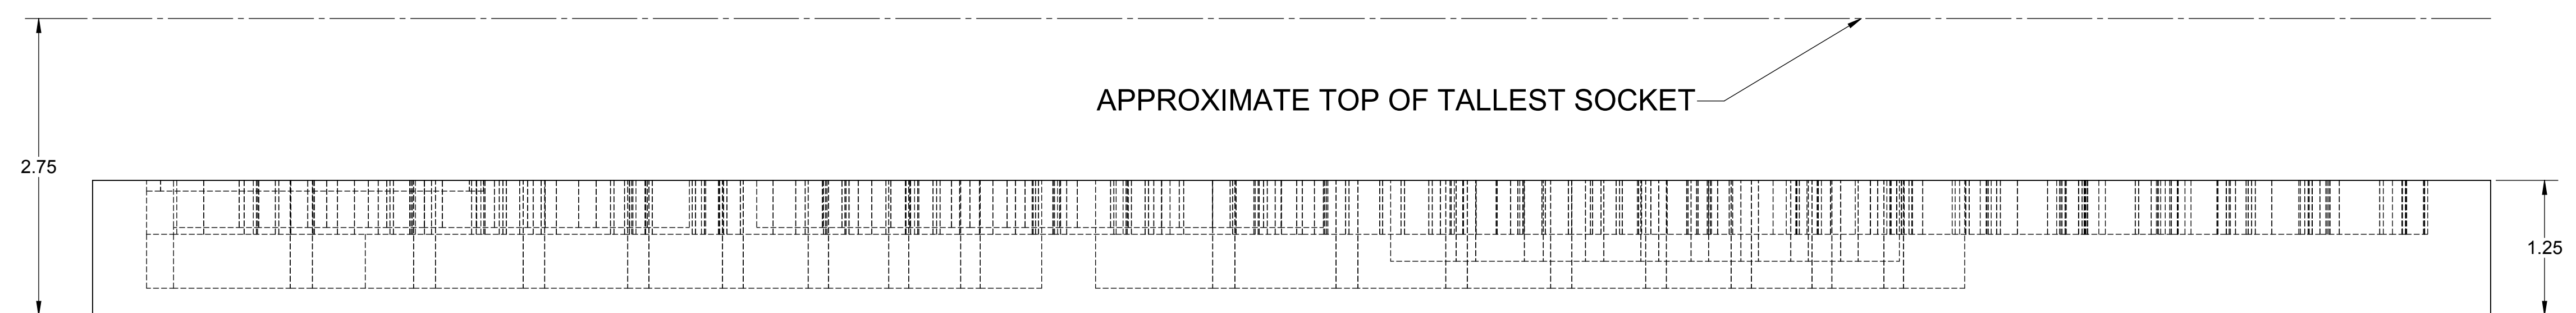 APPROXIMATE TOP OF TALLEST SOCKET
2.75
1.25